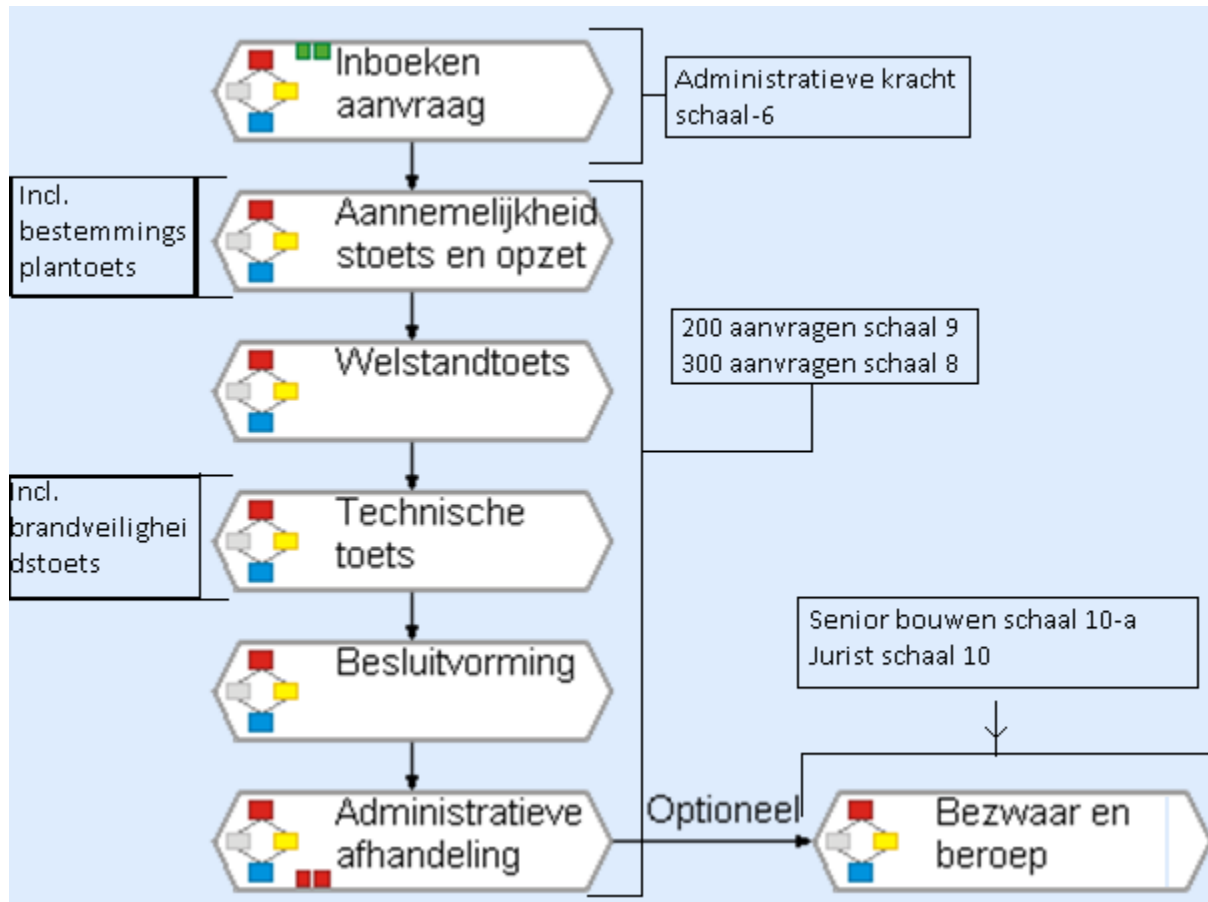 Inboeken
aanvraag
Administratieve kracht
schaal-6
Incl.
bestemmings
plantoets
Aannemelijkheid
stoets en opzet
200 aanvragen schaal 9
300 aanvragen schaal 8
Welstandtoets
Incl.
brandveilighei
dstoets
Technische
toets
Besluitvorming
Senior bouwen schaal 10-a
Jurist schaal 10
Administratieve
afhandeling
Optioneel
Bezwaar en
beroep